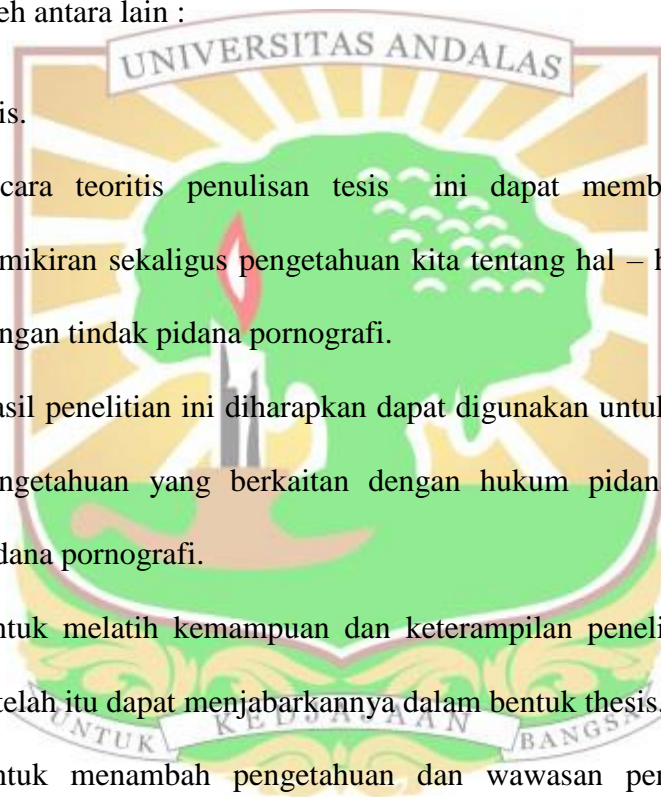 eh antara lain :
UNIVERSITAS ANDALAS
is.
cara teoritis penulisan tesis ini dapat memb
mikiran sekaligus pengetahuan kita tentang hal – h
ngan tindak pidana pornografi.
asil penelitian ini diharapkan dapat digunakan untuk
ngetahuan yang berkaitan dengan hukum pidana
dana pornografi.
ntuk melatih kemampuan dan keterampilan peneli
telah itu dapat menjabarkannya dalam bentuk thesis.
UNTUK KEDJAJAAN BANGSA
ntuk menambah pengetahuan dan wawasan pen